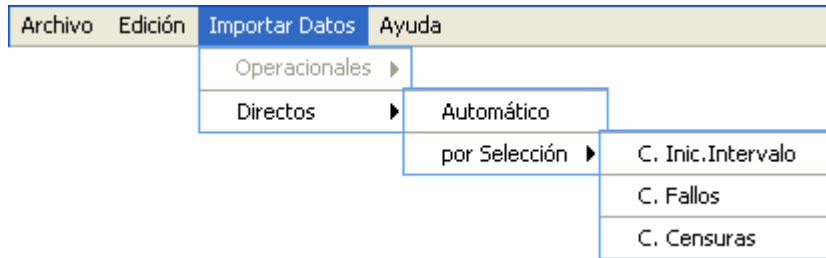 Archivo Edición Importar Datos Ayuda
Operacionales
Directos Automático
por Selección C. Inic.Intervalo
C. Fallos
C. Censuras